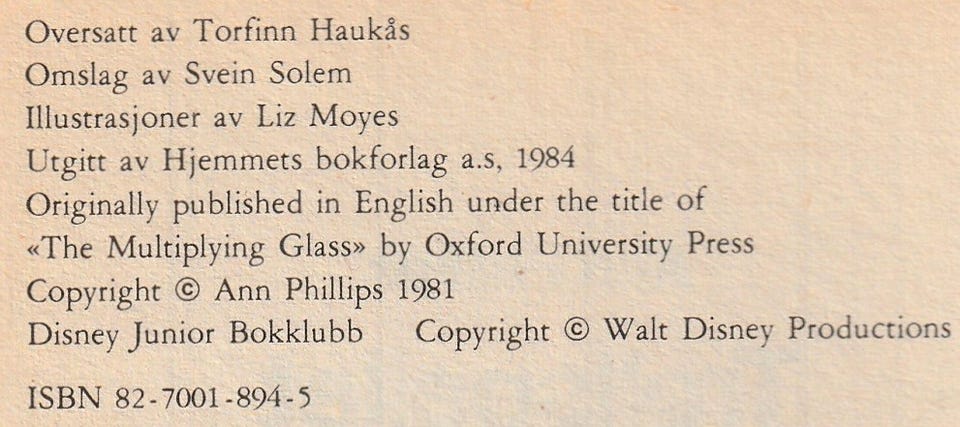 Oversatt av Torfinn Haukås
Omslag av Svein Solem
Illustrasjoner av Liz Moyes
Utgitt av Hjemmets bokforlag a.s, 1984
Originally published in English under the title of
«The Multiplying Glass» by Oxford University Press
Copyright © Ann Phillips 1981
Disney Junior Bokklubb Copyright © Walt Disney Productions
ISBN 82-7001-894-5